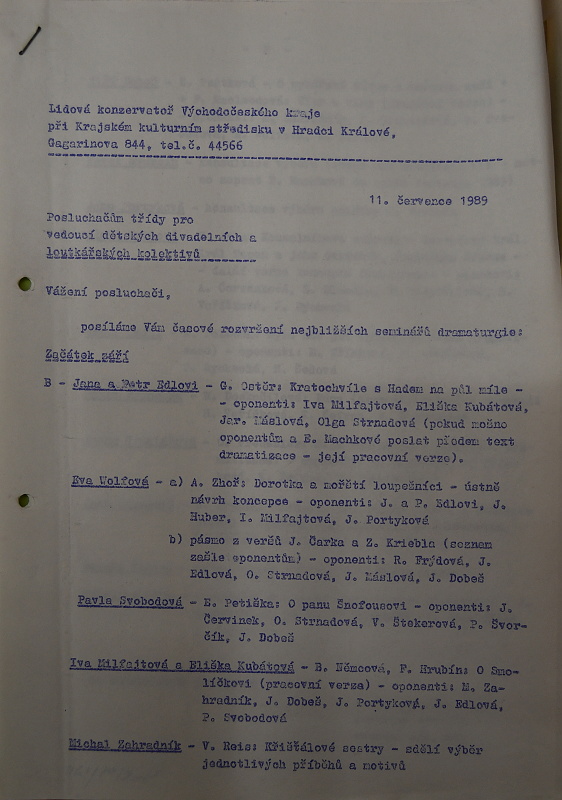 Lidová konzervatoř Východočeského kraje
při Krajském kulturním středisku v Hradci Králové,
Gagarinova 844, tel.č. 44566
11. července 1989
Posluchačům třídy pro
vedoucí dětských divadelních a
loutkářských kolektivů
Vážení posluchači,
posíláme Vám časové rozvržení nejbližších seminářů dramaturgie:
Začátek září
B - Jana a Petr Edlovi - G. Ostör: Kratochvíle s Hadem na půl míle -
- oponenti: Iva Milfajtová, Eliška Kubátová,
Jar. Máslová, Olga Strnadová (pokud možno
oponentům a E. Machkové poslat předem text
dramatizace - její pracovní verze).
Eva Wolfová - a) A. Zhoř: Dorotka a mořští loupežníci - ústně
návrh koncepce - oponenti: J. a P. Edlovi, J.
Huber, I. Milfajtová, J. Portyková
b) pásmo z veršů J. Čarka a Z. Kriebla (seznam
zašle oponentům) - oponenti: R. Frýdová, J.
Edlová, O. Strnadová, J. Máslová, J. Dobeš
Pavla Svobodová - E. Petiška: O panu Šnofousovi - oponenti: J.
Červinek, O. Strnadová, V. Štekerová, P. Švor-
čík, J. Dobeš
Iva Milfajtová a Eliška Kubátová - B. Němcová, F. Hrubín: O Smo-
líčkovi (pracovní verze) - oponenti: M. Za-
hradník, J. Dobeš, J. Portyková, J. Edlová,
P. Svobodová
Michal Zahradník - V. Reis: Křišťálové sestry - sdělí výběr
jednotlivých příběhů a motivů